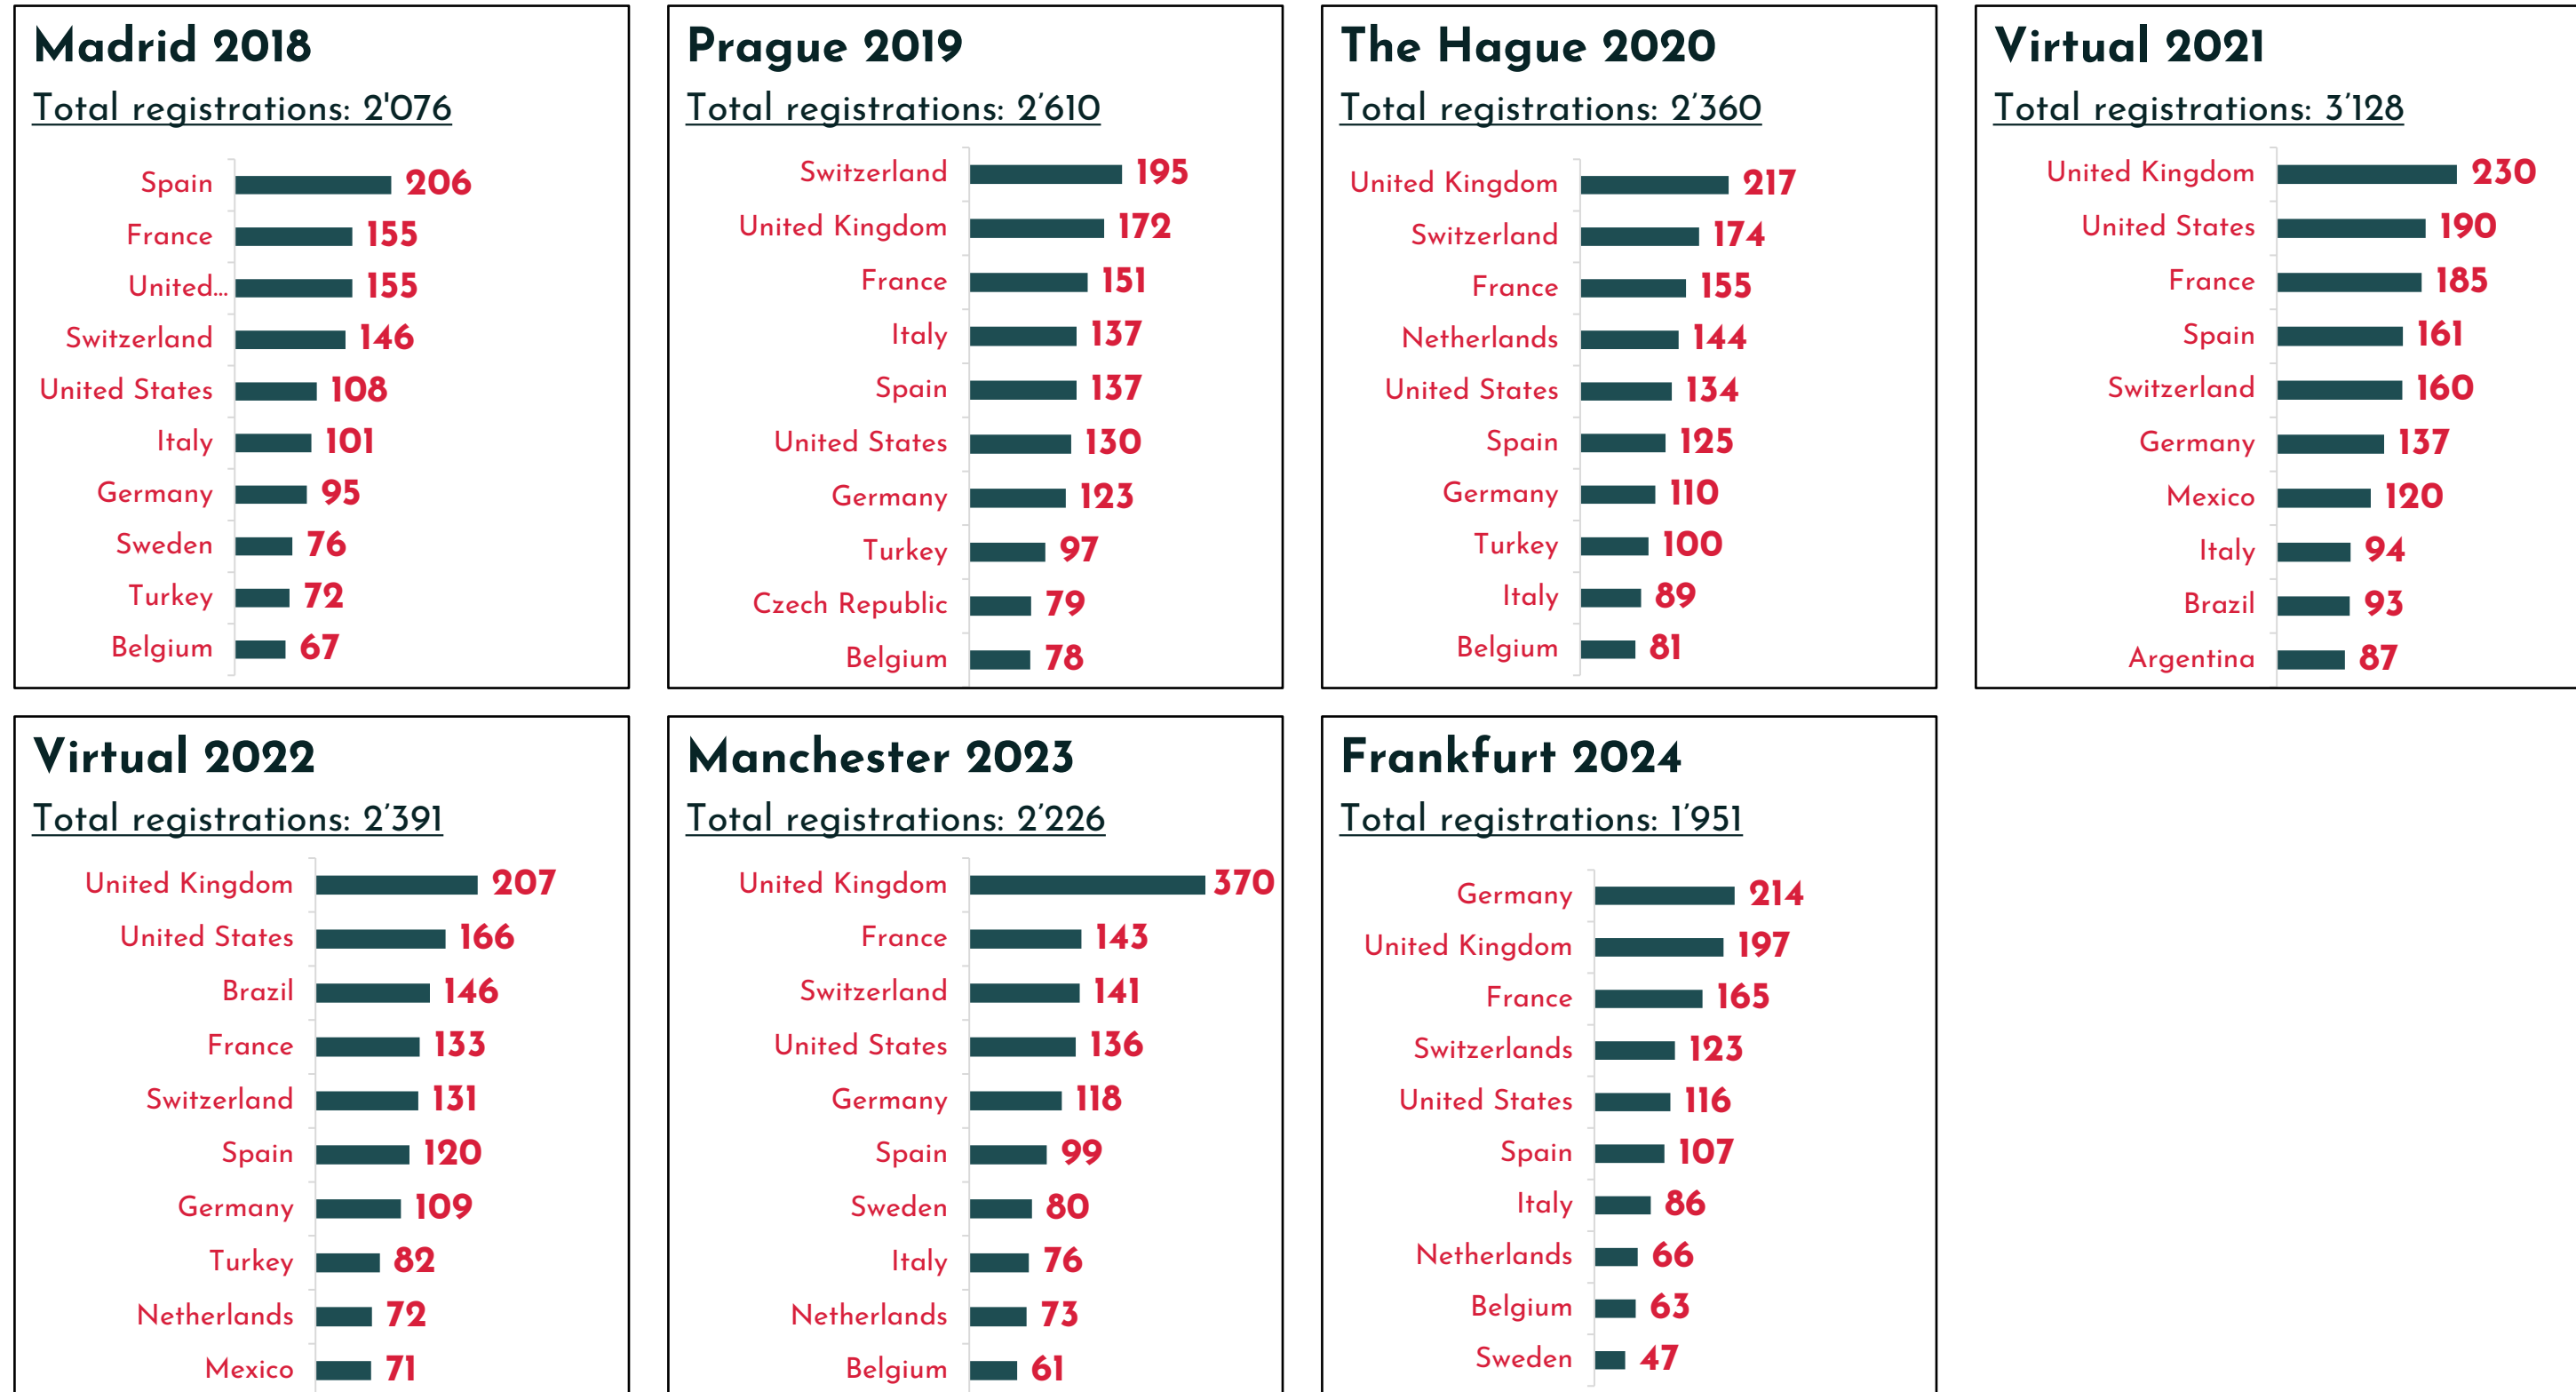 Madrid 2018
Total registrations: 2'076
Spain 206
France 155
United... 155
Switzerland 146
United States 108
Italy 101
Germany 95
Sweden 76
Turkey 72
Belgium 67
Prague 2019
Total registrations: 2’610
Switzerland 195
United Kingdom 172
France 151
Italy 137
Spain 137
United States 130
Germany 123
Turkey 97
Czech Republic 79
Belgium 78
The Hague 2020
Total registrations: 2’360
United Kingdom 217
Switzerland 174
France 155
Netherlands 144
United States 134
Spain 125
Germany 110
Turkey 100
Italy 89
Belgium 81
Virtual 2021
Total registrations: 3’128
United Kingdom 230
United States 190
France 185
Spain 161
Switzerland 160
Germany 137
Mexico 120
Italy 94
Brazil 93
Argentina 87
Virtual 2022
Total registrations: 2’391
United Kingdom 207
United States 166
Brazil 146
France 133
Switzerland 131
Spain 120
Germany 109
Turkey 82
Netherlands 72
Mexico 71
Manchester 2023
Total registrations: 2’226
United Kingdom 370
France 143
Switzerland 141
United States 136
Germany 118
Spain 99
Sweden 80
Italy 76
Netherlands 73
Belgium 61
Frankfurt 2024
Total registrations: 1’951
Germany 214
United Kingdom 197
France 165
Switzerlands 123
United States 116
Spain 107
Italy 86
Netherlands 66
Belgium 63
Sweden 47